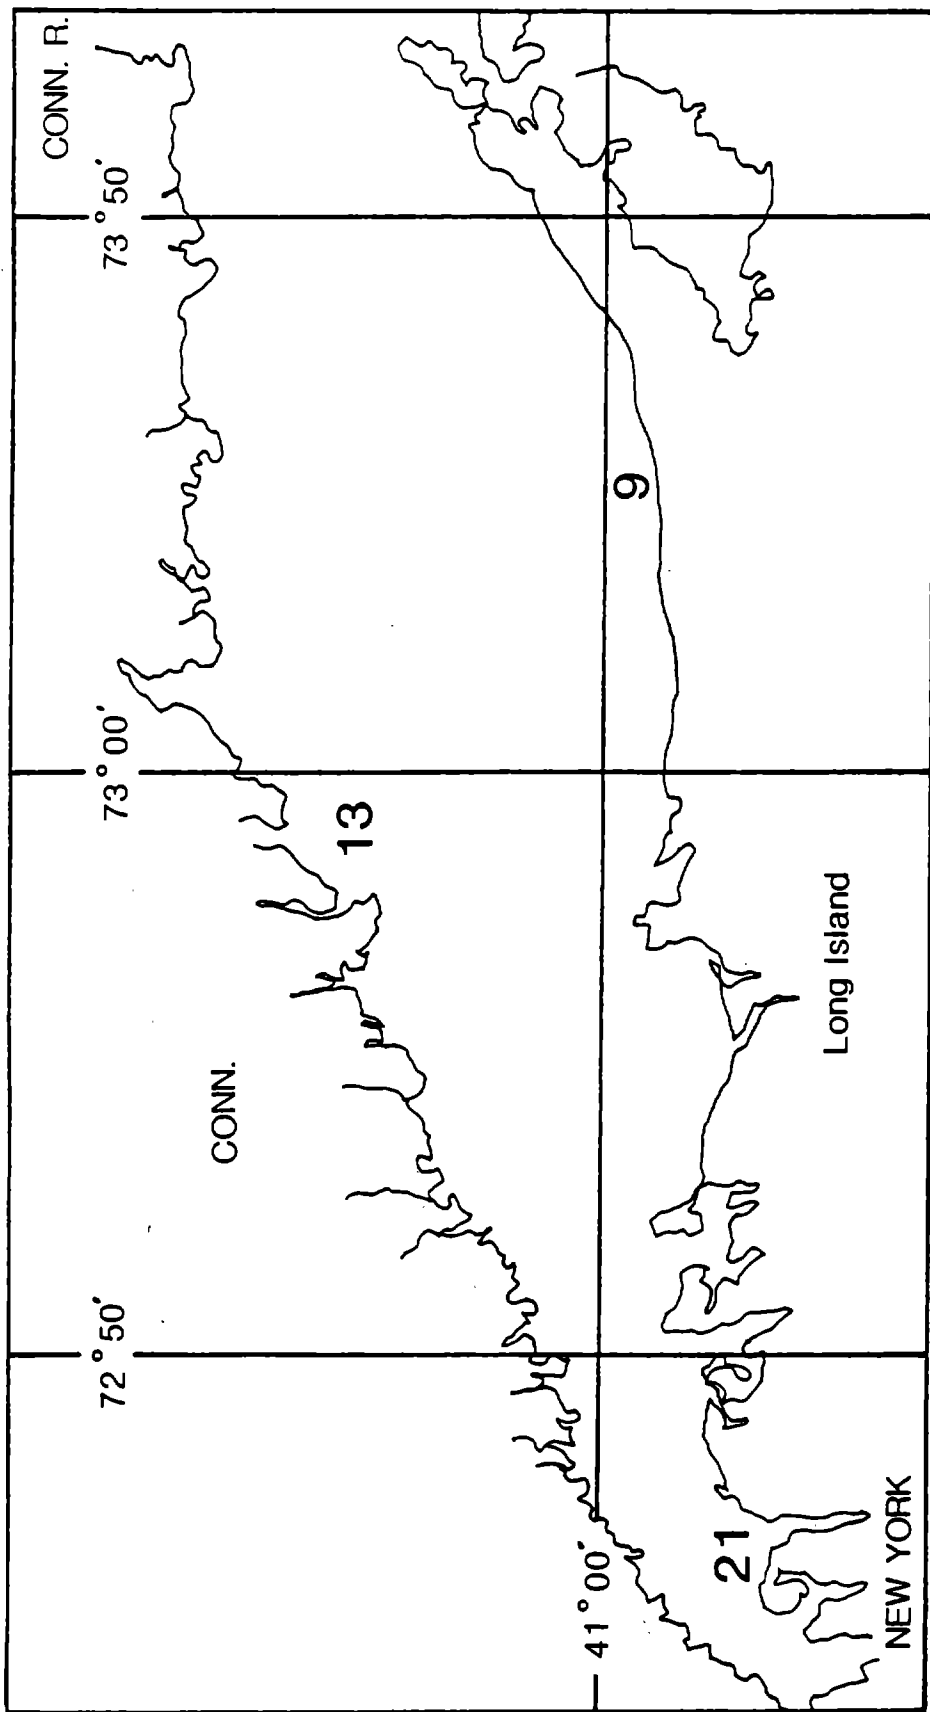 CONN. R.
72°50′
73°00′
73°50′
CONN.
13
9
41°00′
21
Long Island
NEW YORK